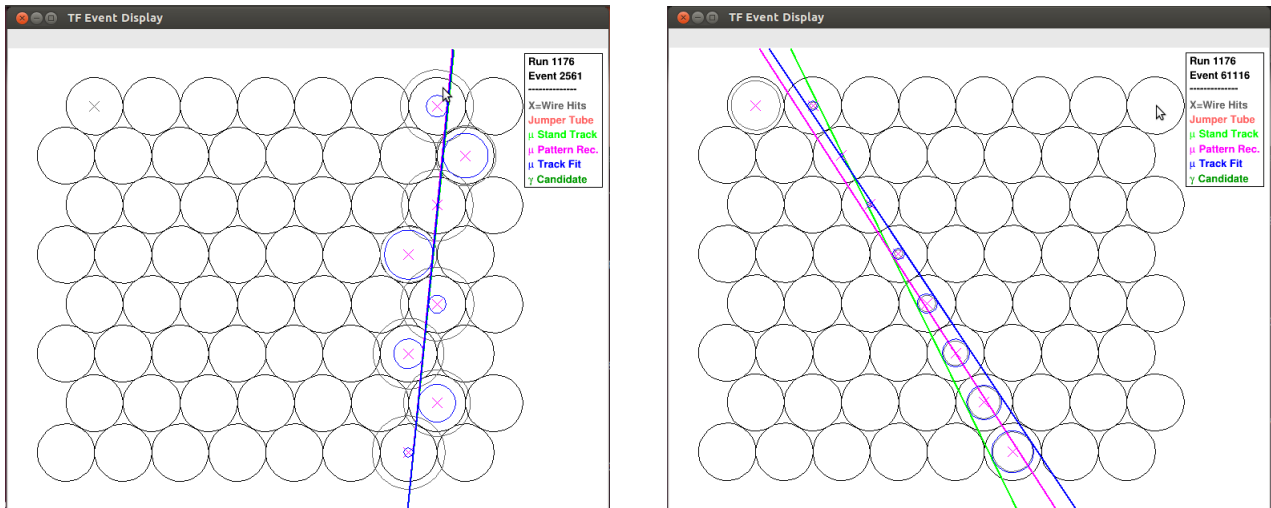 TF Event Display
Run 1176
Event 2561
---------------
X=Wire Hits
Jumper Tube
μ Stand Track
μ Pattern Rec.
μ Track Fit
γ Candidate
TF Event Display
Run 1176
Event 61116
---------------
X=Wire Hits
Jumper Tube
μ Stand Track
μ Pattern Rec.
μ Track Fit
γ Candidate